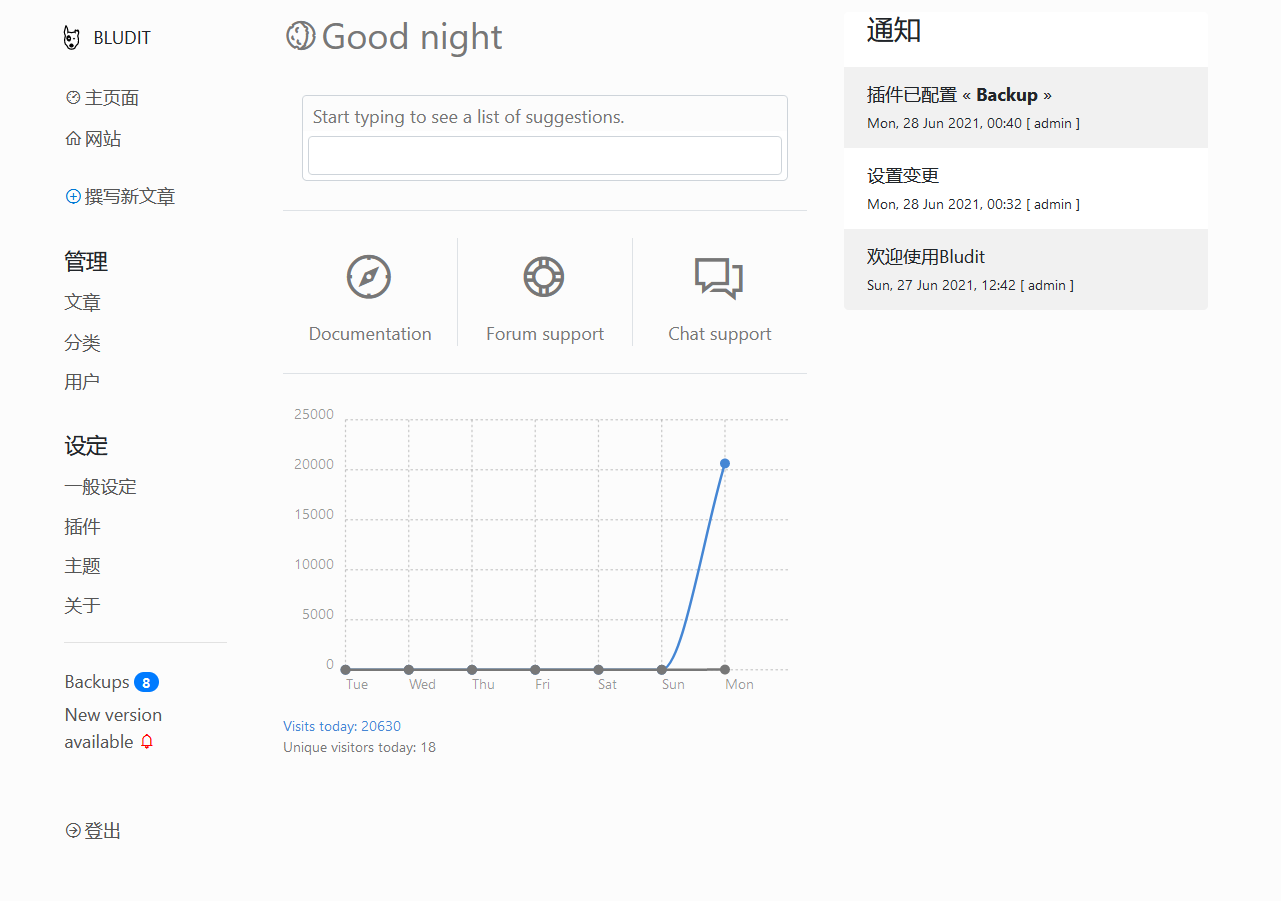 BLUDIT
主页面
网站
撰写新文章
管理
文章
分类
用户
设定
一般设定
插件
主题
关于
Backups 8
New version
available
登出
Good night
Start typing to see a list of suggestions.
Documentation
Forum support
Chat support
25000
20000
15000
10000
5000
0
Tue Wed Thu Fri Sat Sun Mon
Visits today: 20630
Unique visitors today: 18
通知
插件已配置 « Backup »
Mon, 28 Jun 2021, 00:40 [ admin ]
设置变更
Mon, 28 Jun 2021, 00:32 [ admin ]
欢迎使用Bludit
Sun, 27 Jun 2021, 12:42 [ admin ]